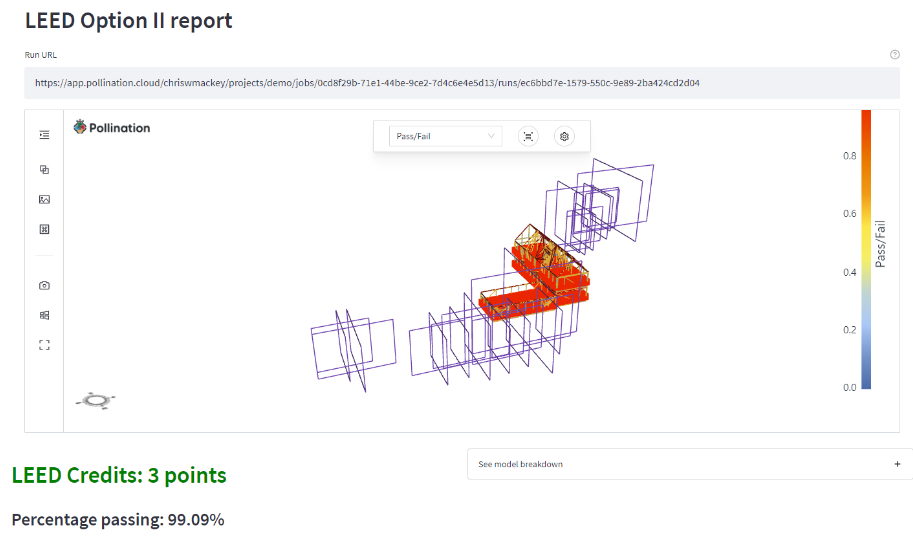 LEED Option II report
Run URL
https://app.pollination.cloud/chriswmackey/projects/demo/jobs/0cd8f29b-71e1-44be-9ce2-7d4c6e4e5d13/runs/ec6bbd7e-1579-550c-9e89-2ba424cd2d04
Pollination
Pass/Fail
0.8
0.6
0.4
0.2
0.0
Pass/Fail
See model breakdown
LEED Credits: 3 points
Percentage passing: 99.09%